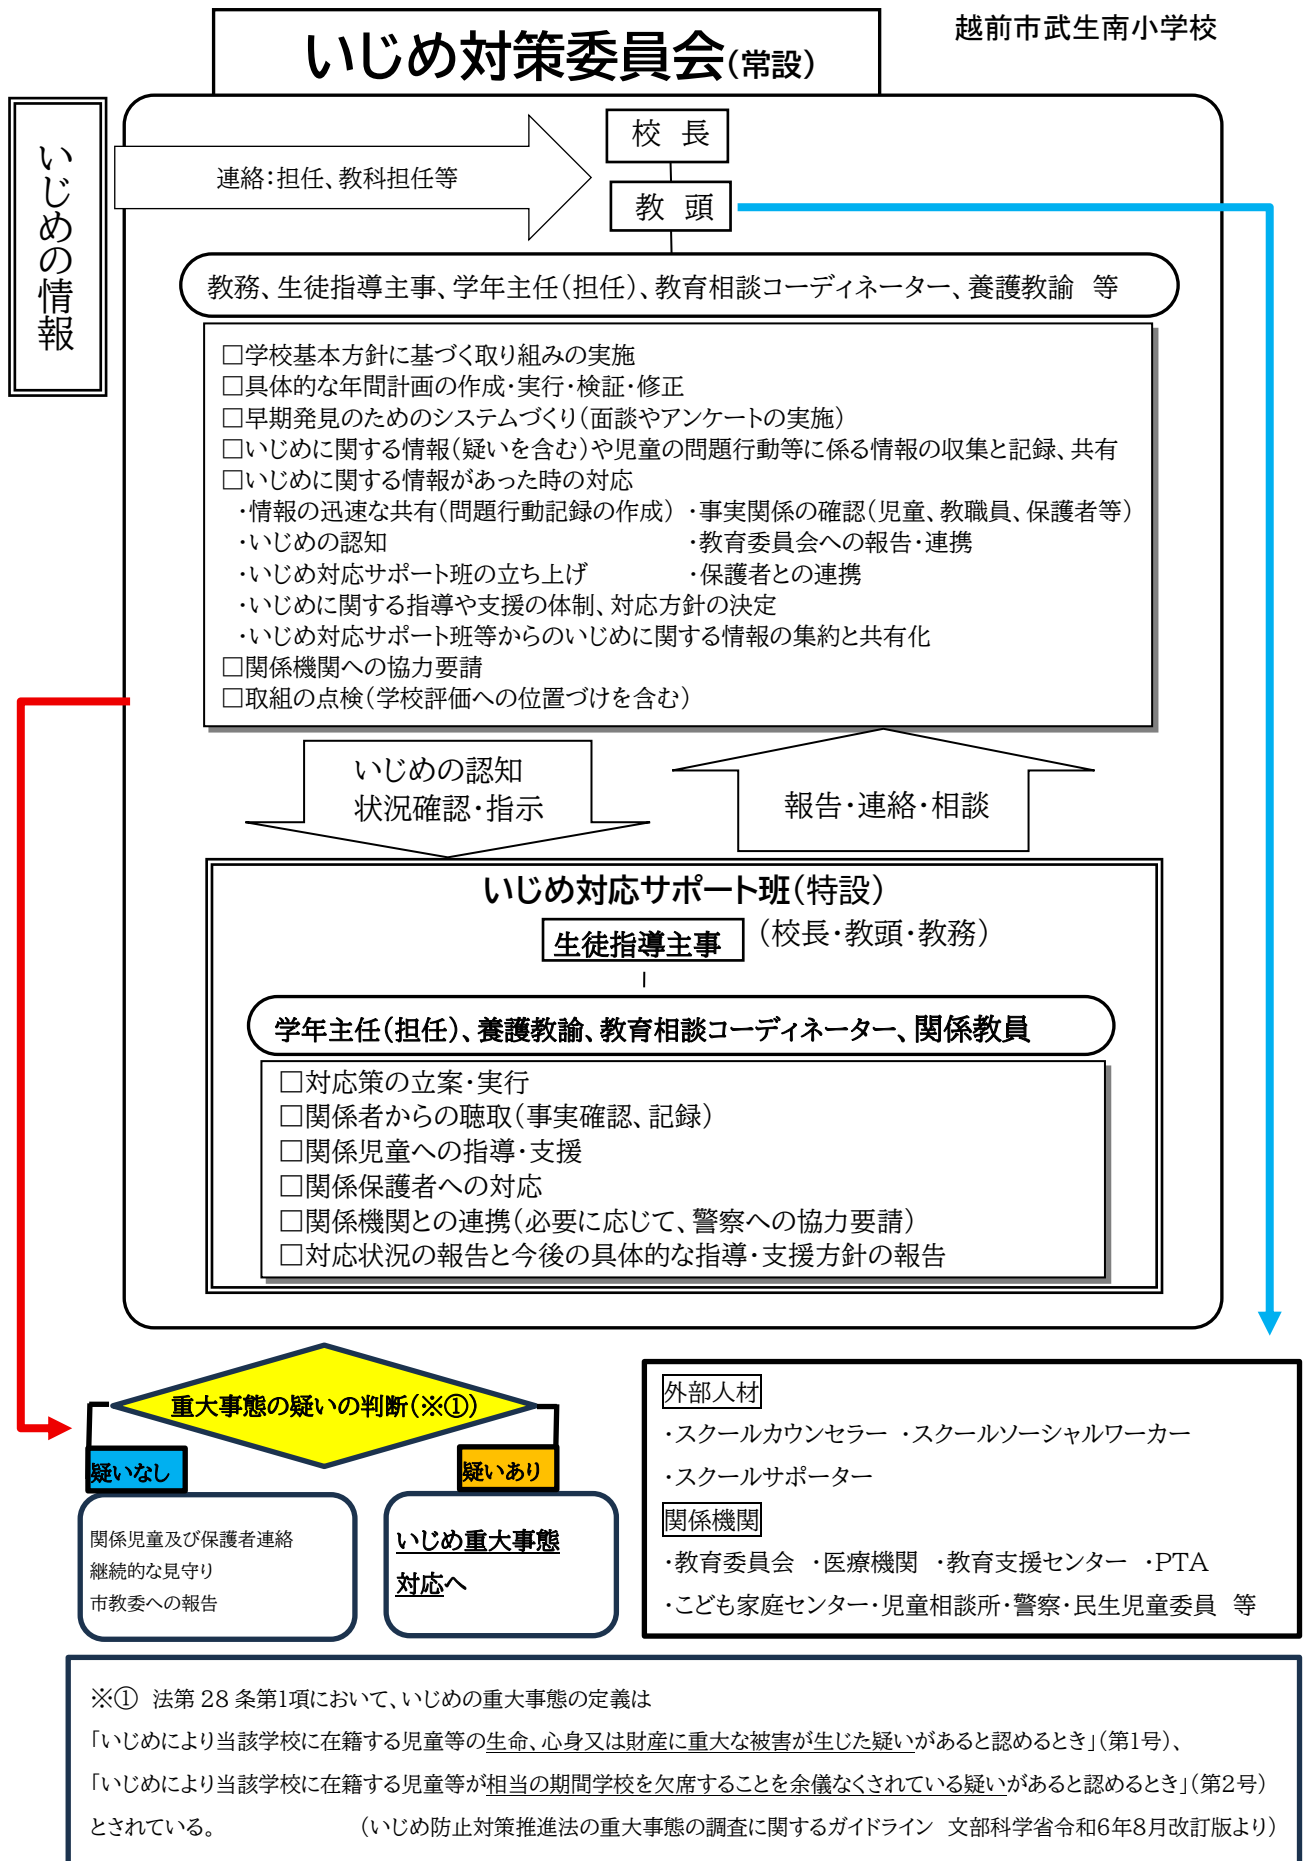 越前市武生南小学校
いじめ対策委員会(常設)
いじめの情報
連絡:担任、教科担任等
校 長
教 頭
教務、生徒指導主事、学年主任(担任)、教育相談コーディネーター、養護教諭 等
□学校基本方針に基づく取り組みの実施
□具体的な年間計画の作成・実行・検証・修正
□早期発見のためのシステムづくり(面談やアンケートの実施)
□いじめに関する情報(疑いを含む)や児童の問題行動等に係る情報の収集と記録、共有
□いじめに関する情報があった時の対応
・情報の迅速な共有(問題行動記録の作成) ・事実関係の確認(児童、教職員、保護者等)
・いじめの認知 ・教育委員会への報告・連携
・いじめ対応サポート班の立ち上げ ・保護者との連携
・いじめに関する指導や支援の体制、対応方針の決定
・いじめ対応サポート班等からのいじめに関する情報の集約と共有化
□関係機関への協力要請
□取組の点検(学校評価への位置づけを含む)
いじめの認知
状況確認・指示
報告・連絡・相談
いじめ対応サポート班(特設)
生徒指導主事 (校長・教頭・教務)
学年主任(担任)、養護教諭、教育相談コーディネーター、関係教員
□対応策の立案・実行
□関係者からの聴取(事実確認、記録)
□関係児童への指導・支援
□関係保護者への対応
□関係機関との連携(必要に応じて、警察への協力要請)
□対応状況の報告と今後の具体的な指導・支援方針の報告
重大事態の疑いの判断(※①)
疑いなし
疑いあり
関係児童及び保護者連絡
継続的な見守り
市教委への報告
いじめ重大事態
対応へ
外部人材
・スクールカウンセラー ・スクールソーシャルワーカー
・スクールサポーター
関係機関
・教育委員会 ・医療機関 ・教育支援センター ・PTA
・こども家庭センター・児童相談所・警察・民生児童委員 等
※① 法第28条第1項において、いじめの重大事態の定義は
「いじめにより当該学校に在籍する児童等の生命、心身又は財産に重大な被害が生じた疑いがあると認めるとき」(第1号)、
「いじめにより当該学校に在籍する児童等が相当の期間学校を欠席することを余儀なくされている疑いがあると認めるとき」(第2号)
とされている。 (いじめ防止対策推進法の重大事態の調査に関するガイドライン 文部科学省令和6年8月改訂版より)